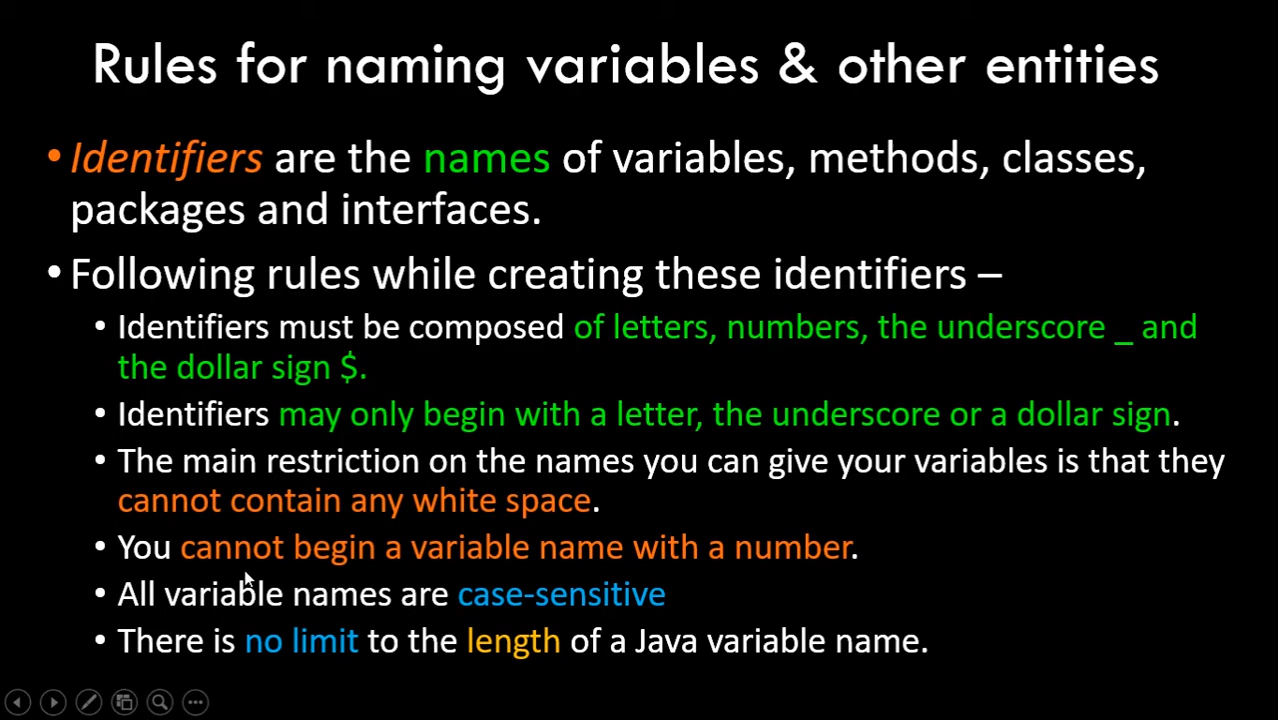 Rules for naming variables & other entities
• Identifiers are the names of variables, methods, classes,
packages and interfaces.
• Following rules while creating these identifiers –
• Identifiers must be composed of letters, numbers, the underscore _ and
the dollar sign $.
• Identifiers may only begin with a letter, the underscore or a dollar sign.
• The main restriction on the names you can give your variables is that they
cannot contain any white space.
• You cannot begin a variable name with a number.
• All variable names are case-sensitive
• There is no limit to the length of a Java variable name.